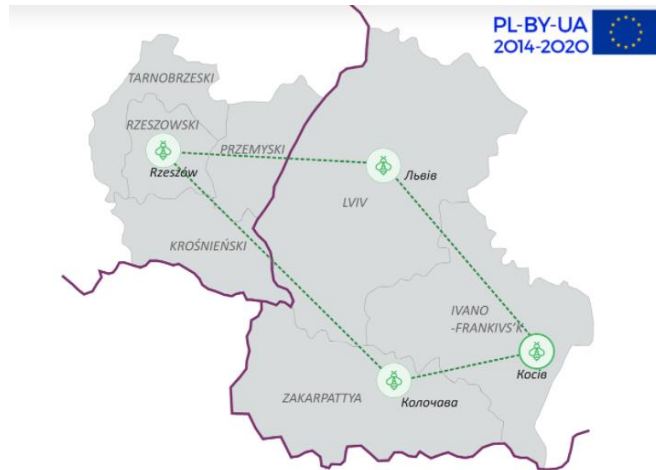 PL-BY-UA
2014-2020
TARNOBRZESKI
RZESZOWSKI
PRZEMYSKI
Rzeszów
Львів
LVIV
KROŚNIEŃSKI
IVANO
-FRANKIVS'K
Косів
ZAKARPATTYA
Колочава